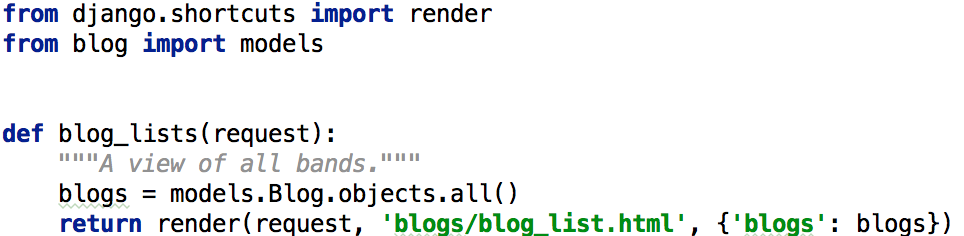 from django.shortcuts import render
from blog import models
def blog_lists(request):
    """A view of all bands."""
    blogs = models.Blog.objects.all()
    return render(request, 'blogs/blog_list.html', {'blogs': blogs})